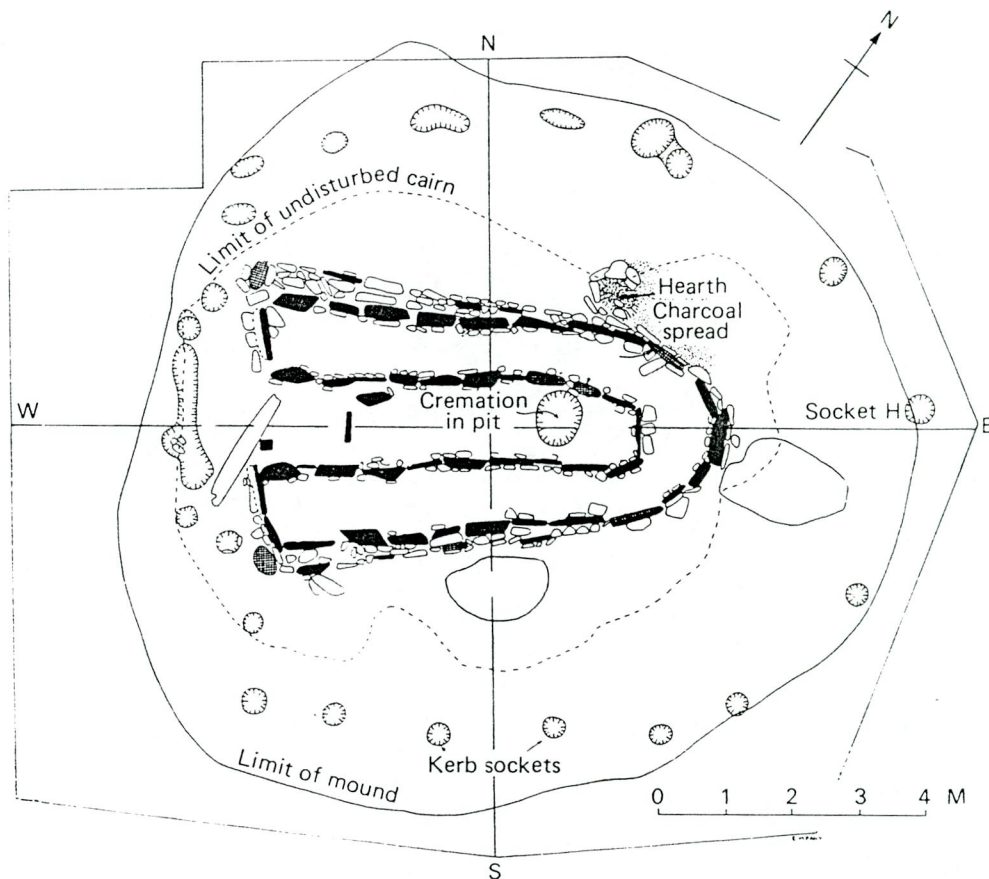 N
N
Limit of undisturbed cairn
Hearth
Charcoal
spread
W
Cremation
in pit
Socket H
E
Kerb sockets
Limit of mound
0 1 2 3 4 M
S